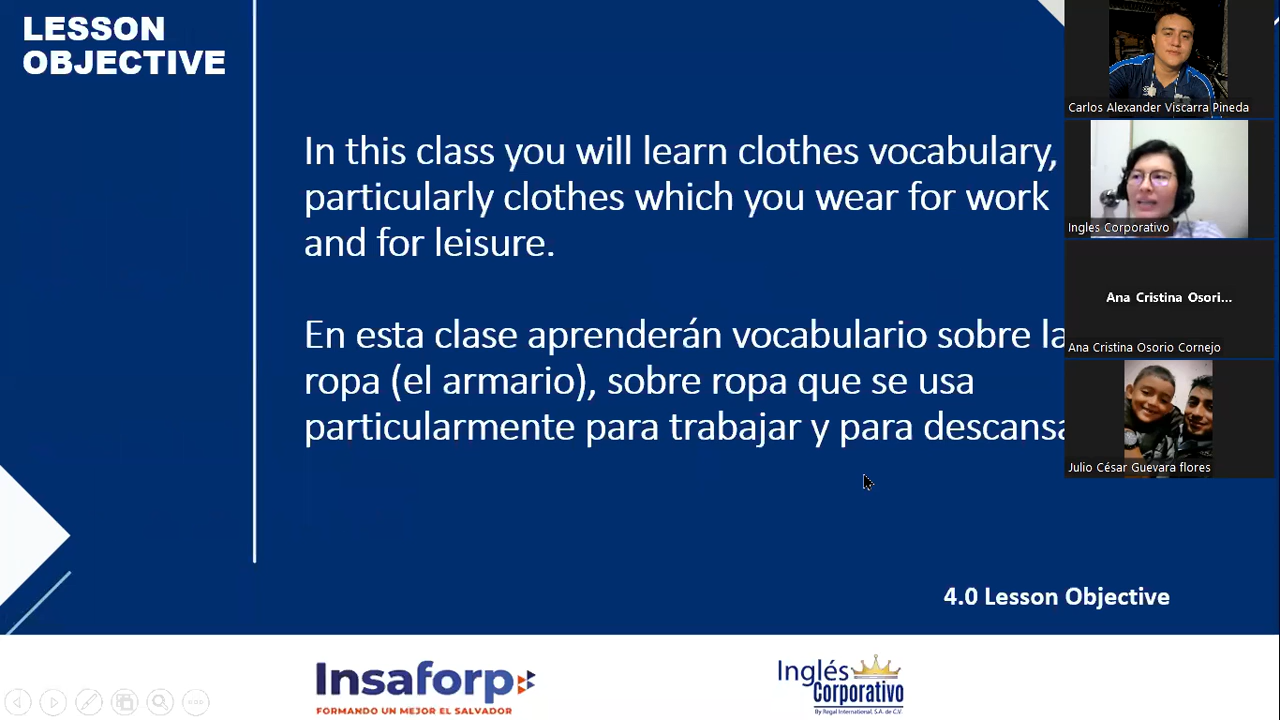 LESSON
OBJECTIVE
In this class you will learn clothes vocabulary,
particularly clothes which you wear for work
and for leisure.
En esta clase aprenderán vocabulario sobre la
ropa (el armario), sobre ropa que se usa
particularmente para trabajar y para descansa
4.0 Lesson Objective
Insaforp
FORMANDO UN MEJOR EL SALVADOR
Inglés
Corporativo
By Regal International, S.A. de C.V.
Carlos Alexander Viscarra Pineda
Ingles Corporativo
Ana Cristina Osori...
Ana Cristina Osorio Cornejo
Julio César Guevara flores